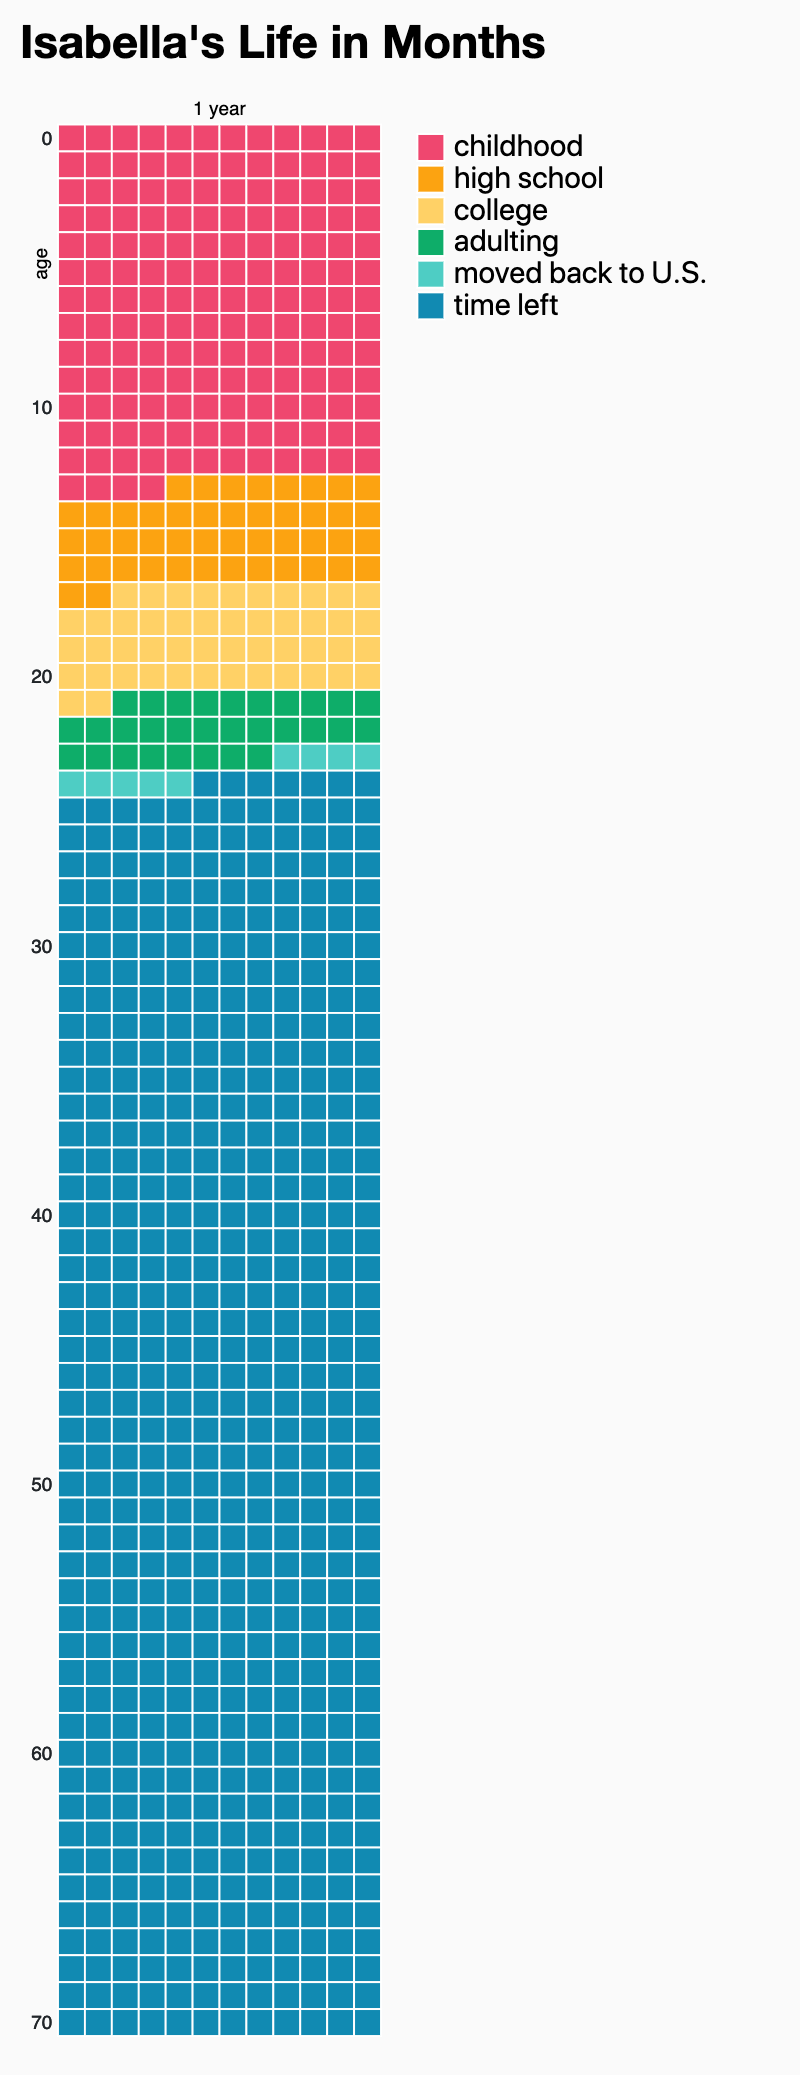 Isabella's Life in Months
1 year
childhood
high school
college
adulting
moved back to U.S.
time left
age
0
10
20
30
40
50
60
70